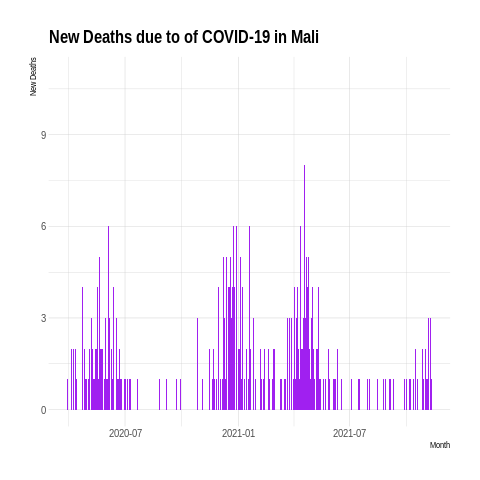 New Deaths due to of COVID-19 in Mali
New Deaths
9
6
3
0
2020-07 2021-01 2021-07
Month